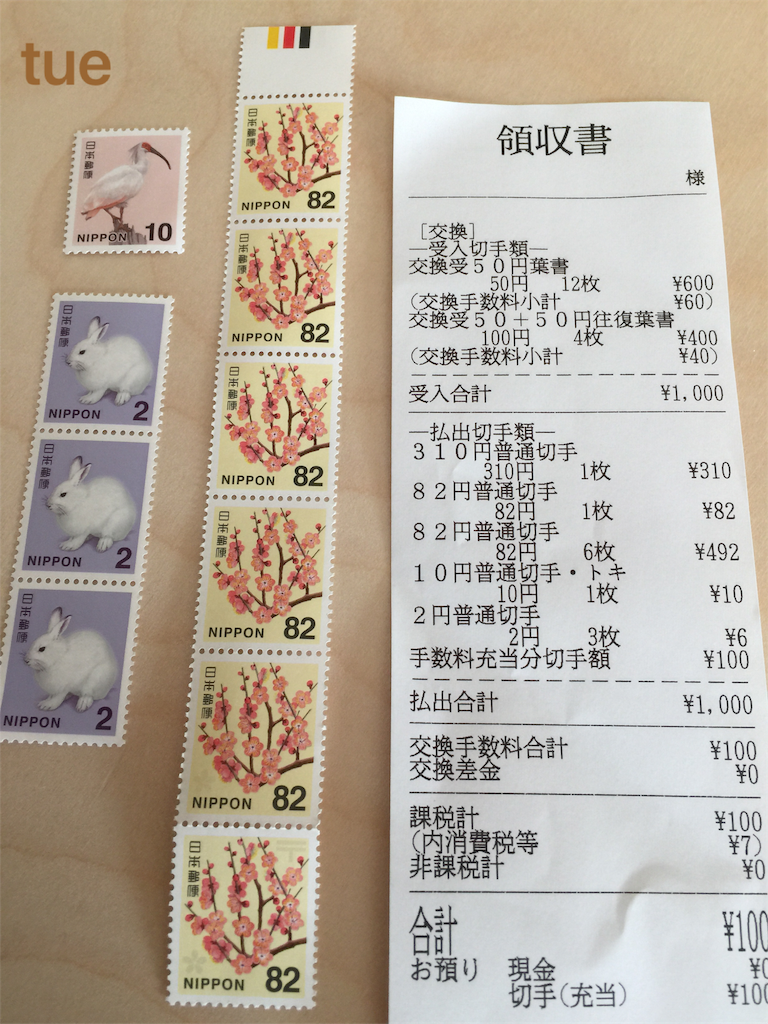 tue
日本郵便
NIPPON 10
日本郵便
NIPPON 2
日本郵便
NIPPON 2
日本郵便
NIPPON 2
日本郵便
NIPPON 82
日本郵便
NIPPON 82
日本郵便
NIPPON 82
日本郵便
NIPPON 82
日本郵便
NIPPON 82
日本郵便
NIPPON 82
領収書
様
[交換]
―受入切手類―
交換受50円葉書
50円 12枚 ¥600
(交換手数料小計 ¥60)
交換受50+50円往復葉書
100円 4枚 ¥400
(交換手数料小計 ¥40)
受入合計 ¥1,000
―払出切手類―
310円普通切手
310円 1枚 ¥310
82円普通切手
82円 1枚 ¥82
82円普通切手
82円 6枚 ¥492
10円普通切手・トキ
10円 1枚 ¥10
2円普通切手
2円 3枚 ¥6
手数料充当分切手額 ¥100
払出合計 ¥1,000
交換手数料合計 ¥100
交換差金 ¥0
課税計 ¥100
(内消費税等 ¥7)
非課税計 ¥0
合計 ¥100
お預り 現金 ¥0
切手(充当) ¥100